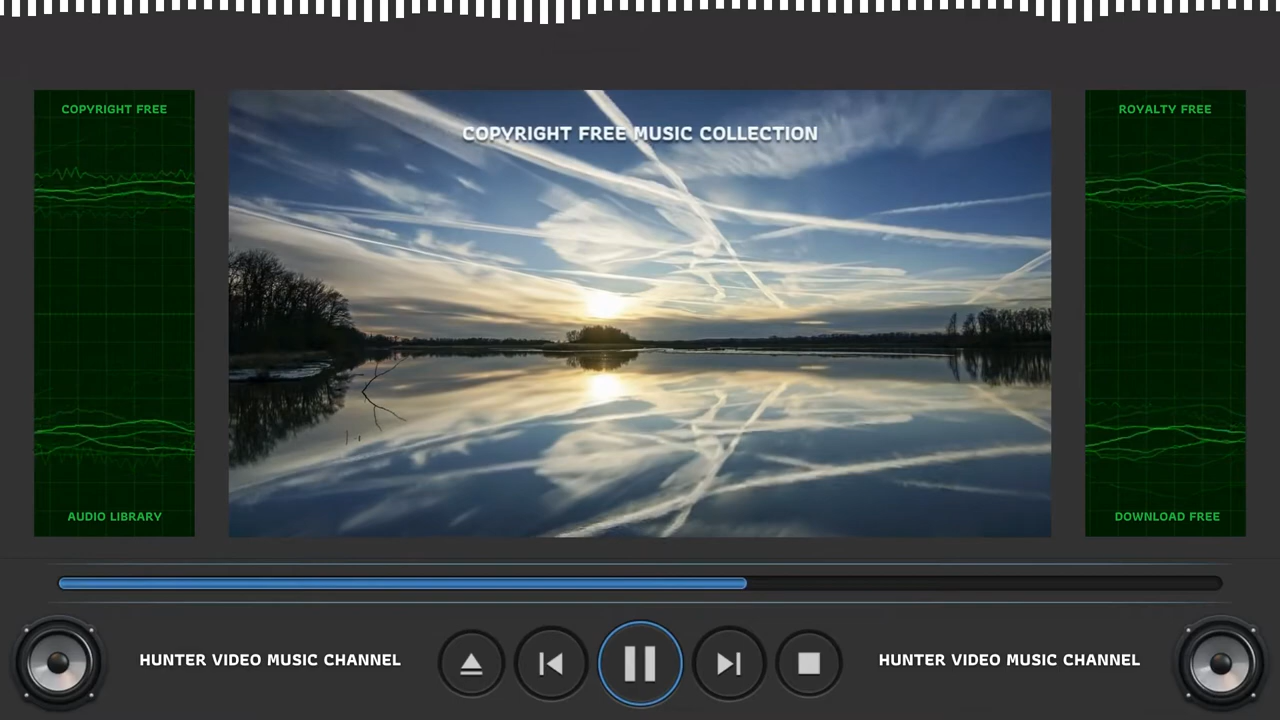 COPYRIGHT FREE
ROYALTY FREE
COPYRIGHT FREE MUSIC COLLECTION
AUDIO LIBRARY
DOWNLOAD FREE
HUNTER VIDEO MUSIC CHANNEL
HUNTER VIDEO MUSIC CHANNEL